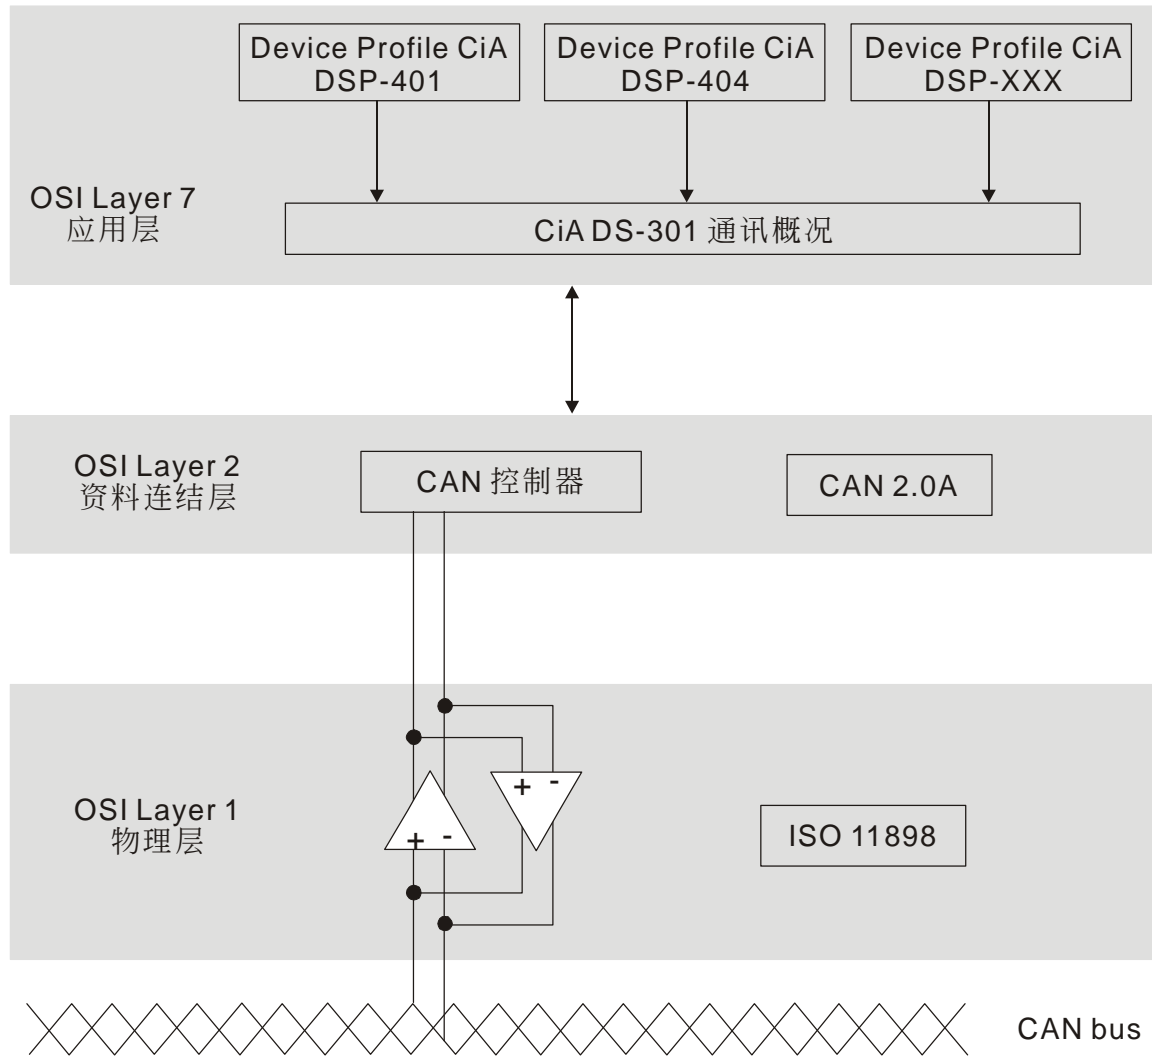 Device Profile CiA
DSP-401
Device Profile CiA
DSP-404
Device Profile CiA
DSP-XXX
OSI Layer 7
应用层
CiA DS-301 通讯概况
OSI Layer 2
资料连结层
CAN 控制器
CAN 2.0A
+ -
+ -
OSI Layer 1
物理层
ISO 11898
CAN bus